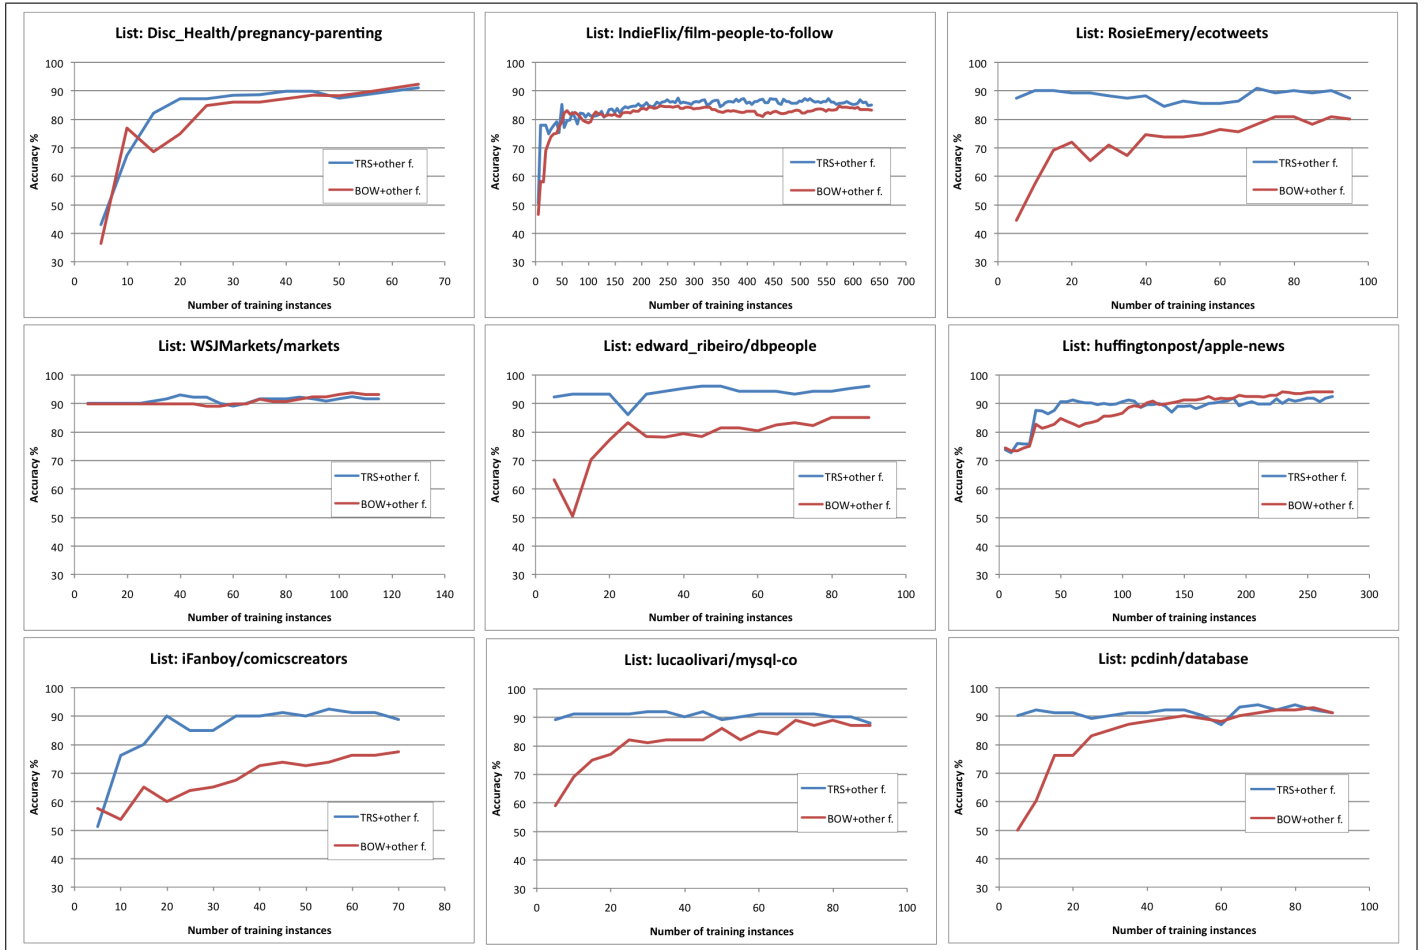 List: Disc_Health/pregnancy-parenting
100
90
80
70
60
50
40
30
Accuracy %
TRS+other f.
BOW+other f.
0 10 20 30 40 50 60 70
Number of training instances
List: IndieFlix/film-people-to-follow
100
90
80
70
60
50
40
30
Accuracy %
TRS+other f.
BOW+other f.
0 50 100 150 200 250 300 350 400 450 500 550 600 650 700
Number of training instances
List: RosieEmery/ecotweets
100
90
80
70
60
50
40
30
Accuracy %
TRS+other f.
BOW+other f.
0 20 40 60 80 100
Number of training instances
List: WSJMarkets/markets
100
90
80
70
60
50
40
30
Accuracy %
TRS+other f.
BOW+other f.
0 20 40 60 80 100 120 140
Number of training instances
List: edward_ribeiro/dbpeople
100
90
80
70
60
50
40
30
Accuracy %
TRS+other f.
BOW+other f.
0 20 40 60 80 100
Number of training instances
List: huffingtonpost/apple-news
100
90
80
70
60
50
40
30
Accuracy %
TRS+other f.
BOW+other f.
0 50 100 150 200 250 300
Number of training instances
List: iFanboy/comicscreators
100
90
80
70
60
50
40
30
Accuracy %
TRS+other f.
BOW+other f.
0 10 20 30 40 50 60 70 80
Number of training instances
List: lucaolivari/mysql-co
100
90
80
70
60
50
40
30
Accuracy %
TRS+other f.
BOW+other f.
0 20 40 60 80 100
Number of training instances
List: pcdinh/database
100
90
80
70
60
50
40
30
Accuracy %
TRS+other f.
BOW+other f.
0 20 40 60 80 100
Number of training instances